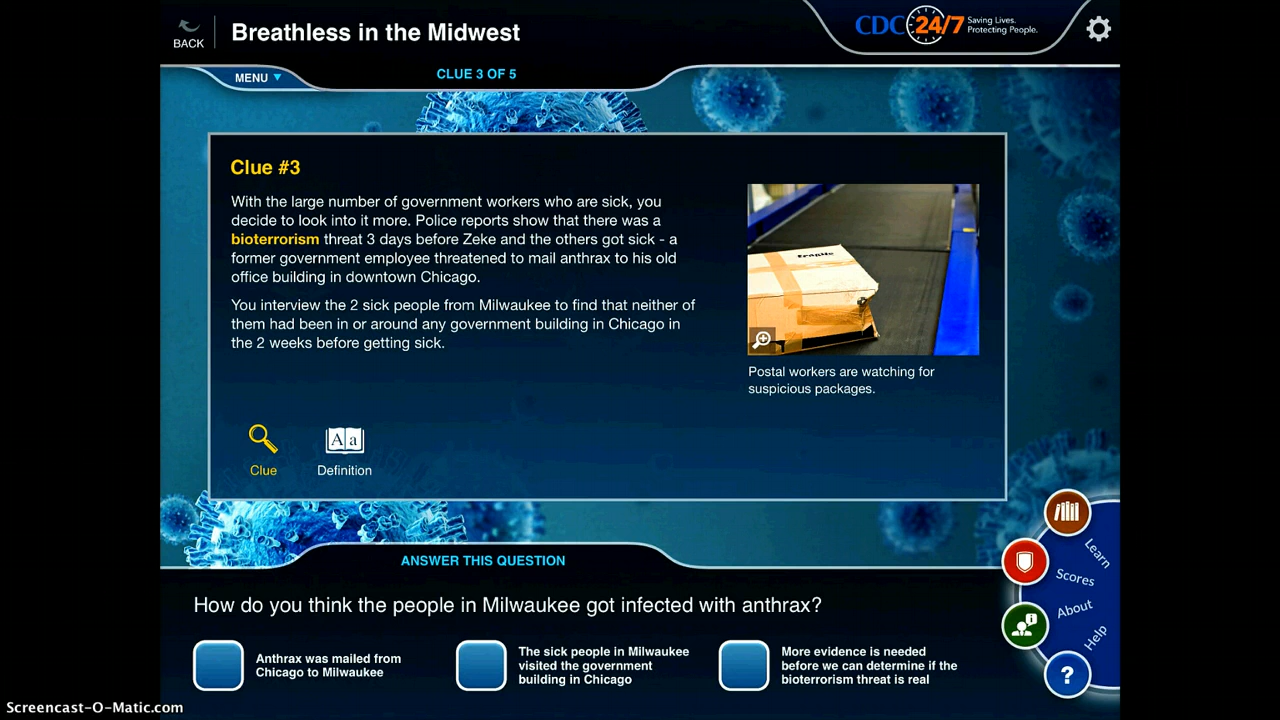 BACK
Breathless in the Midwest
CDC 24/7 Saving Lives.
Protecting People.
MENU
CLUE 3 OF 5
Clue #3
With the large number of government workers who are sick, you
decide to look into it more. Police reports show that there was a
bioterrorism threat 3 days before Zeke and the others got sick - a
former government employee threatened to mail anthrax to his old
office building in downtown Chicago.
You interview the 2 sick people from Milwaukee to find that neither of
them had been in or around any government building in Chicago in
the 2 weeks before getting sick.
Fragile
Postal workers are watching for
suspicious packages.
Aa
Clue
Definition
Learn
Scores
About
Help
?
ANSWER THIS QUESTION
How do you think the people in Milwaukee got infected with anthrax?
Anthrax was mailed from
Chicago to Milwaukee
The sick people in Milwaukee
visited the government
building in Chicago
More evidence is needed
before we can determine if the
bioterrorism threat is real
Screencast-O-Matic.com